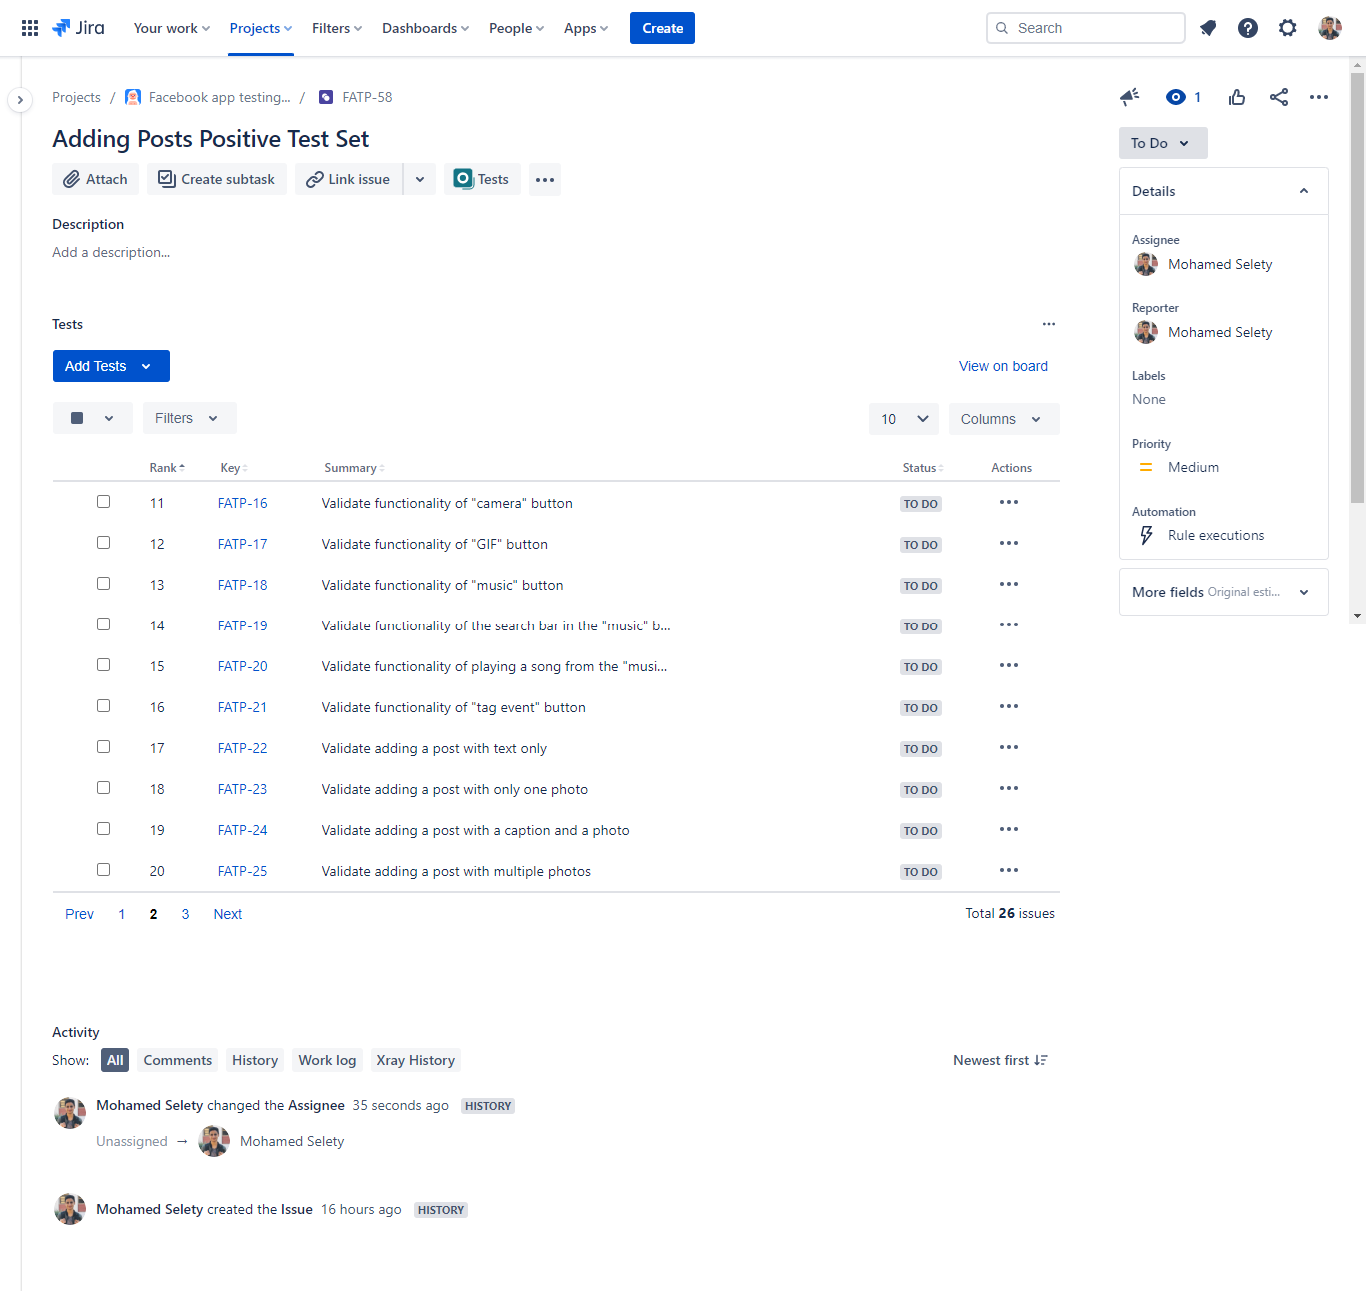 Jira Your work Projects Filters Dashboards People Apps Create Search
Projects / Facebook app testing... / FATP-58 1
Adding Posts Positive Test Set
To Do
Attach Create subtask Link issue Tests
Details
Description
Add a description...
Assignee
Mohamed Selety
Reporter
Mohamed Selety
Tests
Add Tests View on board
Labels
None
Filters 10 Columns
Priority
Medium
Rank Key Summary Status Actions
Automation
Rule executions
More fields Original esti...
11 FATP-16 Validate functionality of "camera" button TO DO
12 FATP-17 Validate functionality of "GIF" button TO DO
13 FATP-18 Validate functionality of "music" button TO DO
14 FATP-19 Validate functionality of the search bar in the "music" b... TO DO
15 FATP-20 Validate functionality of playing a song from the "musi... TO DO
16 FATP-21 Validate functionality of "tag event" button TO DO
17 FATP-22 Validate adding a post with text only TO DO
18 FATP-23 Validate adding a post with only one photo TO DO
19 FATP-24 Validate adding a post with a caption and a photo TO DO
20 FATP-25 Validate adding a post with multiple photos TO DO
Prev 1 2 3 Next Total 26 issues
Activity
Show: All Comments History Work log Xray History Newest first
Mohamed Selety changed the Assignee 35 seconds ago HISTORY
Unassigned → Mohamed Selety
Mohamed Selety created the Issue 16 hours ago HISTORY